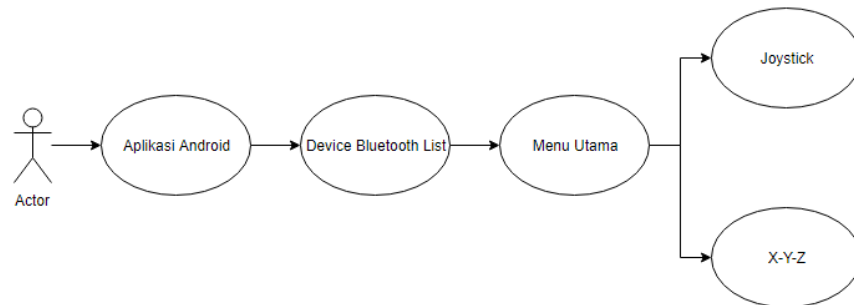 Joystick
Aplikasi Android
Device Bluetooth List
Menu Utama
Actor
X-Y-Z